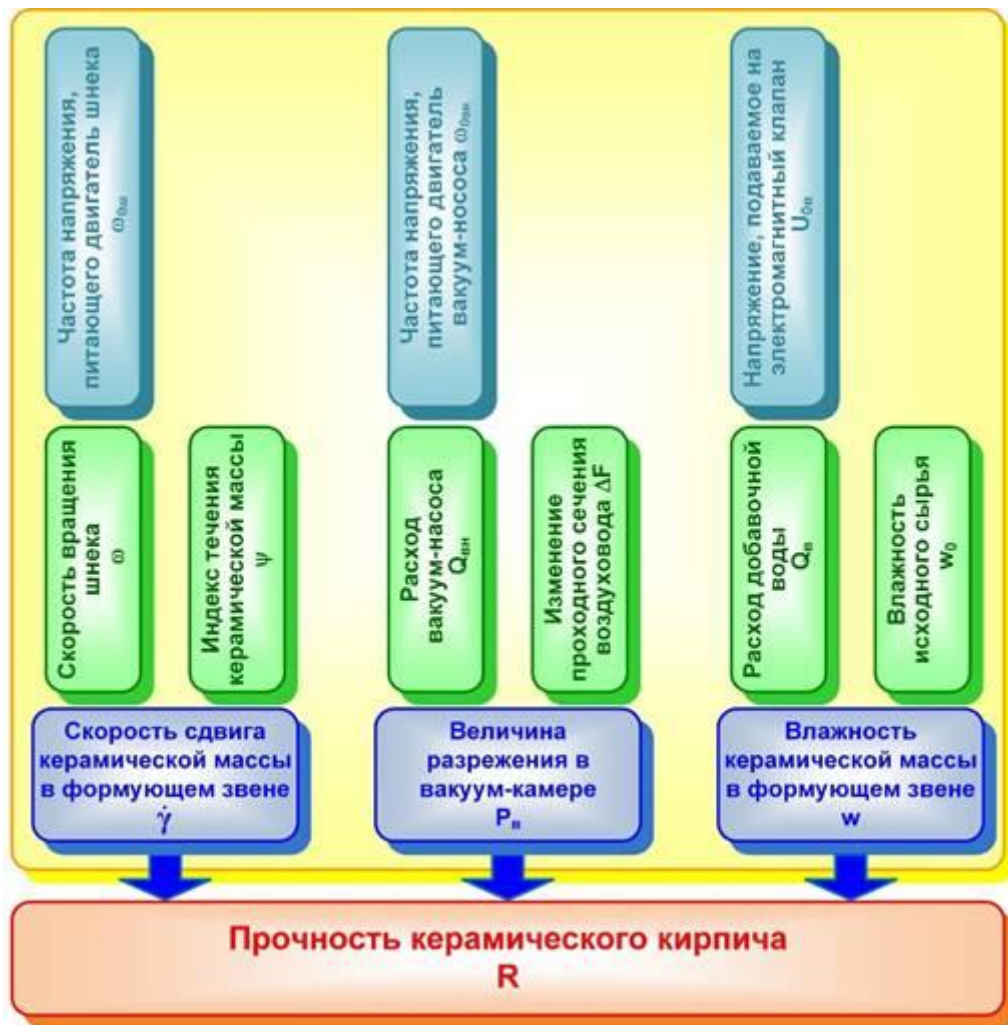 Частота напряжения,
питающего двигатель шнека
ω₀ш
Частота напряжения,
питающего двигатель
вакуум-нососа ω₀вн
Напряжение, подаваемое на
электромагнитный клапан
U₀в
Скорость вращения
шнека
ω
Индекс течения
керамической массы
ψ
Расход
вакуум-насоса
Qвн
Изменение
проходного сечения
воздуховода ΔF
Расход добавочной
воды
Qв
Влажность
исходного сырья
w₀
Скорость сдвига
керамической массы
в формующем звене
γ̇
Величина
разрежения в
вакуум-камере
Pв
Влажность
керамической массы
в формующем звене
w
Прочность керамического кирпича
R